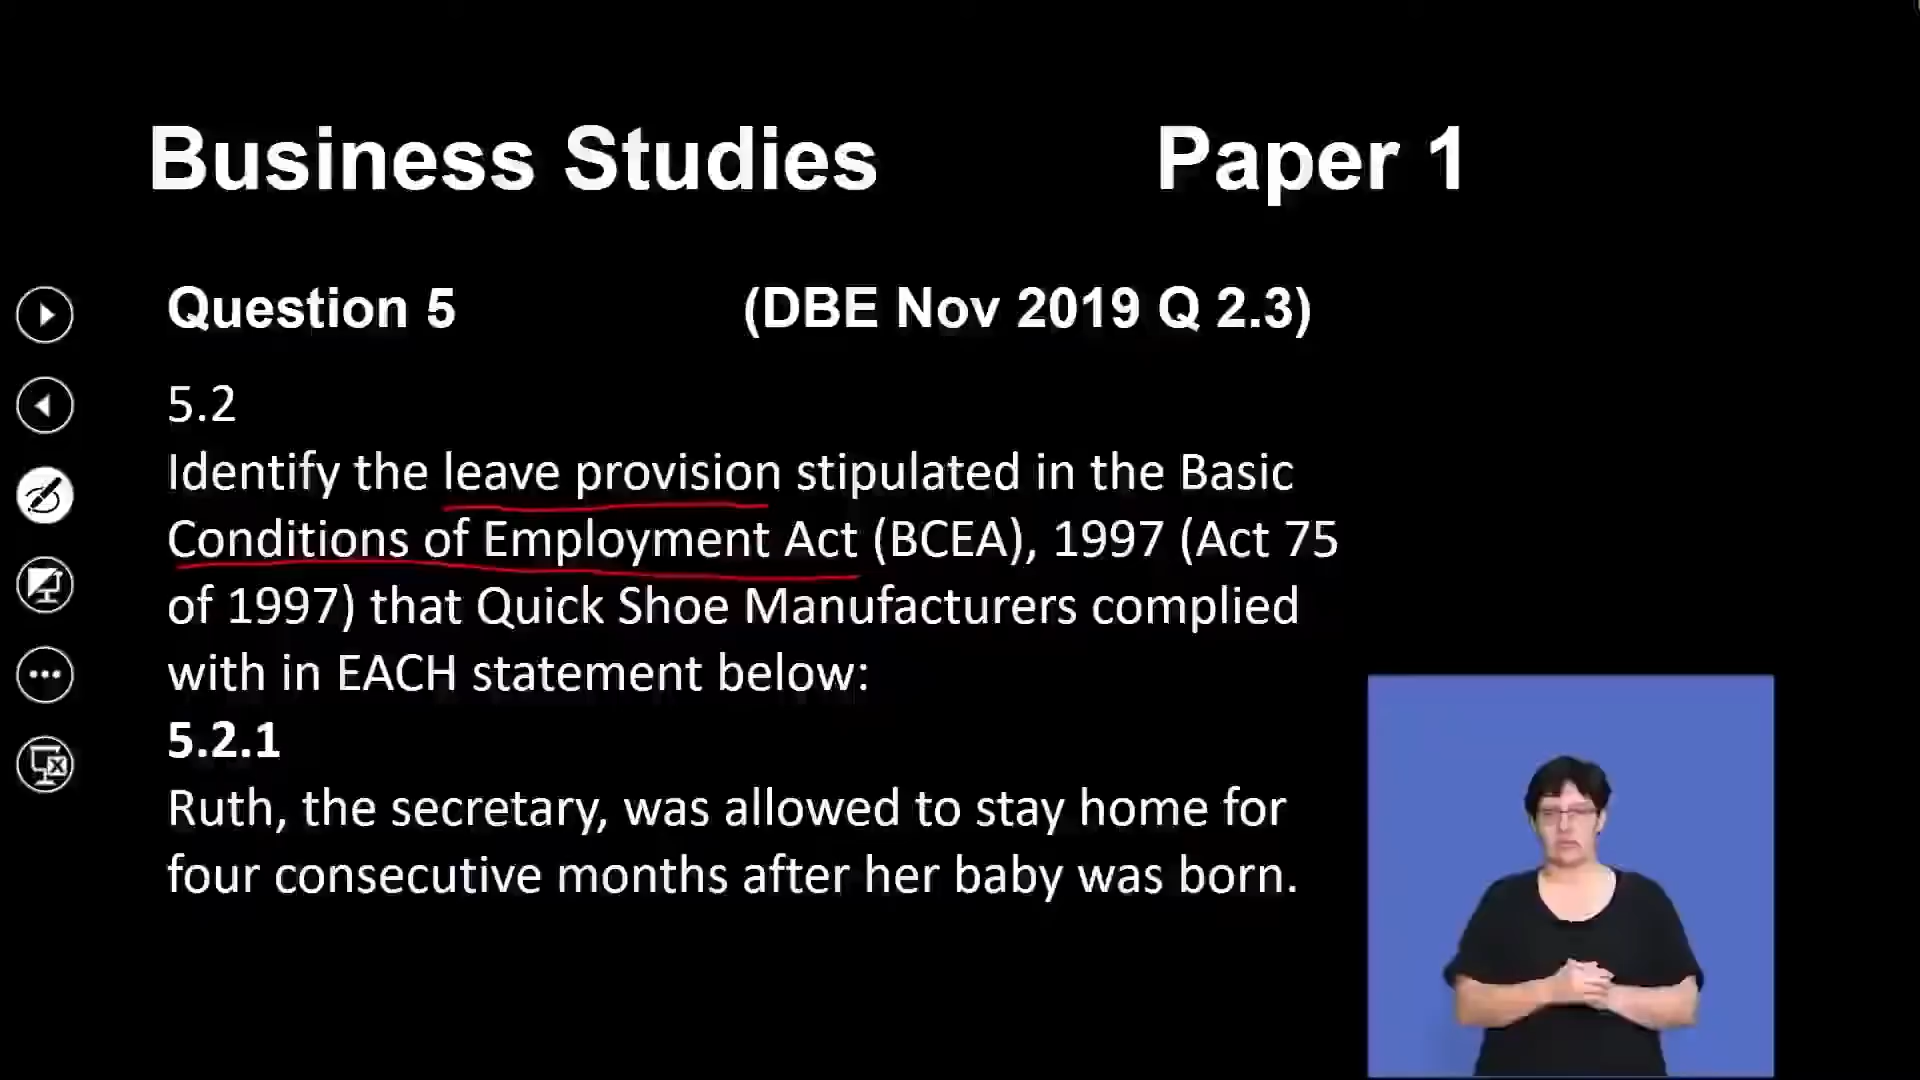 Business Studies Paper 1
Question 5 (DBE Nov 2019 Q 2.3)
5.2
Identify the leave provision stipulated in the Basic
Conditions of Employment Act (BCEA), 1997 (Act 75
of 1997) that Quick Shoe Manufacturers complied
with in EACH statement below:
5.2.1
Ruth, the secretary, was allowed to stay home for
four consecutive months after her baby was born.